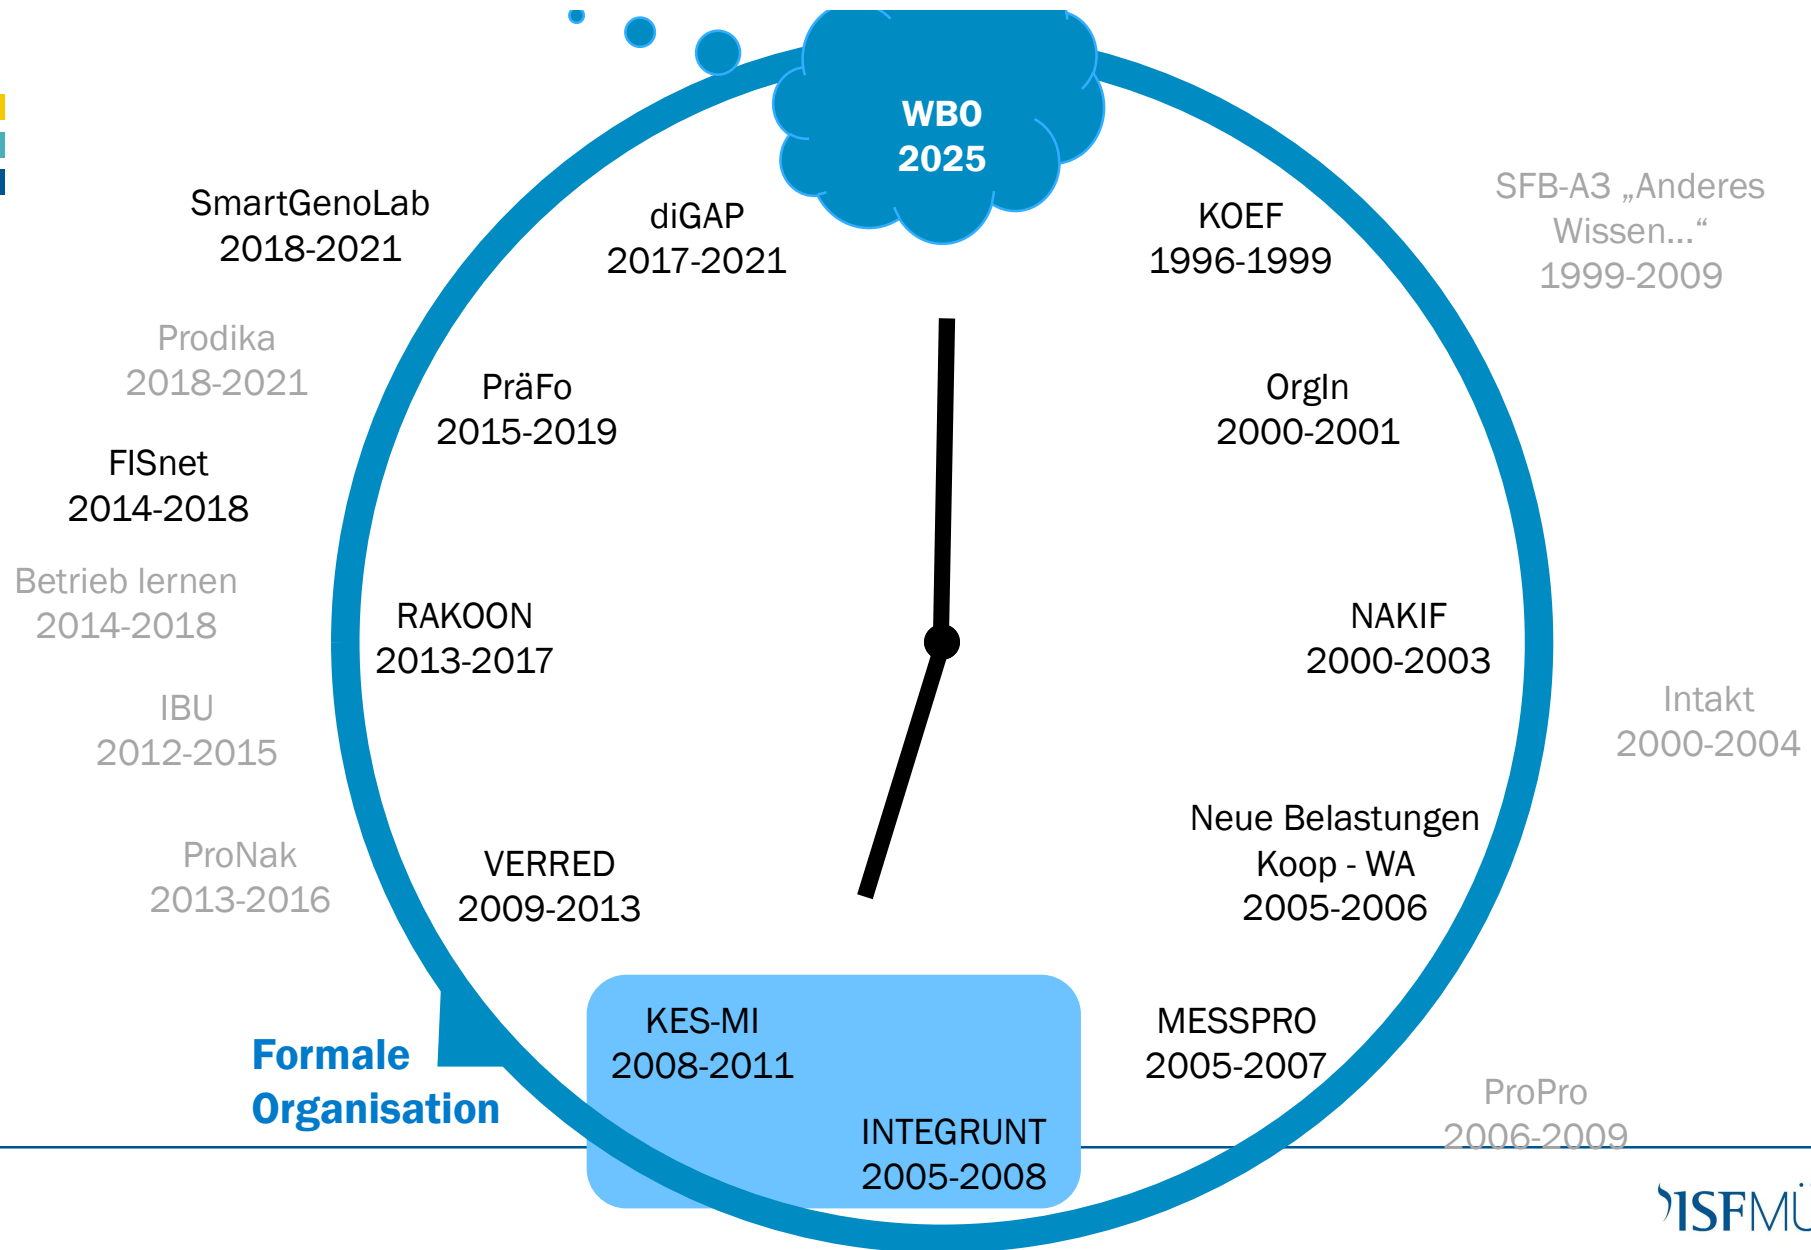 WBO
2025
SmartGenoLab
2018-2021
diGAP
2017-2021
KOEF
1996-1999
SFB-A3 „Anderes
Wissen...“
1999-2009
Prodika
2018-2021
PräFo
2015-2019
OrgIn
2000-2001
FISnet
2014-2018
Betrieb lernen
2014-2018
RAKOON
2013-2017
NAKIF
2000-2003
IBU
2012-2015
Intakt
2000-2004
Neue Belastungen
Koop - WA
2005-2006
ProNak
2013-2016
VERRED
2009-2013
KES-MI
2008-2011
MESSPRO
2005-2007
Formale
Organisation
INTEGRUNT
2005-2008
ProPro
2006-2009
ISFMÜ